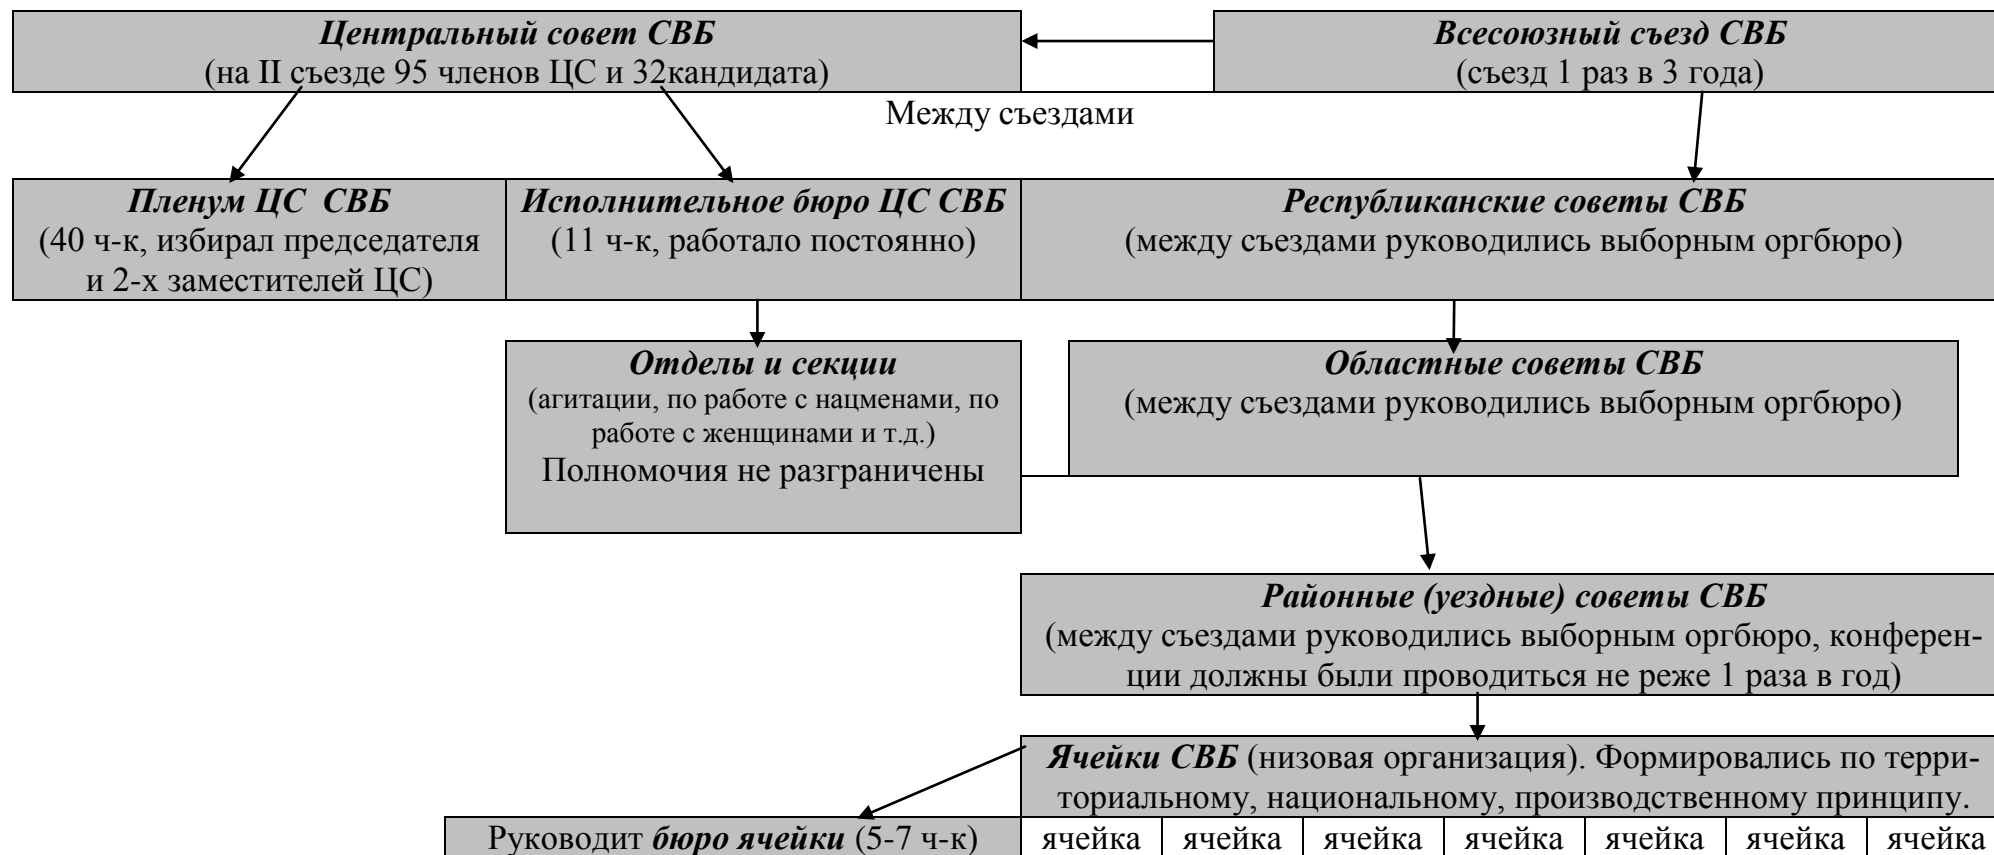 Центральный совет СВБ
(на II съезде 95 членов ЦС и 32кандидата)
Всесоюзный съезд СВБ
(съезд 1 раз в 3 года)
Между съездами
Пленум ЦС СВБ
(40 ч-к, избирал председателя
и 2-х заместителей ЦС)
Исполнительное бюро ЦС СВБ
(11 ч-к, работало постоянно)
Республиканские советы СВБ
(между съездами руководились выборным оргбюро)
Отделы и секции
(агитации, по работе с нацменами, по
работе с женщинами и т.д.)
Полномочия не разграничены
Областные советы СВБ
(между съездами руководились выборным оргбюро)
Районные (уездные) советы СВБ
(между съездами руководились выборным оргбюро, конферен-
ции должны были проводиться не реже 1 раза в год)
Ячейки СВБ (низовая организация). Формировались по терри-
ториальному, национальному, производственному принципу.
Руководит бюро ячейки (5-7 ч-к)
ячейка ячейка ячейка ячейка ячейка ячейка ячейка